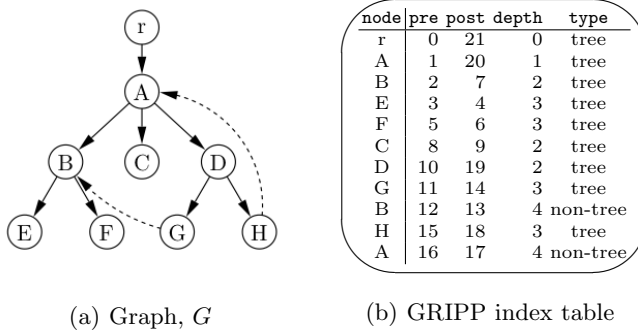 r
A
B
C
D
E
F
G
H
(a) Graph, G
node pre post depth type
r 0 21 0 tree
A 1 20 1 tree
B 2 7 2 tree
E 3 4 3 tree
F 5 6 3 tree
C 8 9 2 tree
D 10 19 2 tree
G 11 14 3 tree
B 12 13 4 non-tree
H 15 18 3 tree
A 16 17 4 non-tree
(b) GRIPP index table